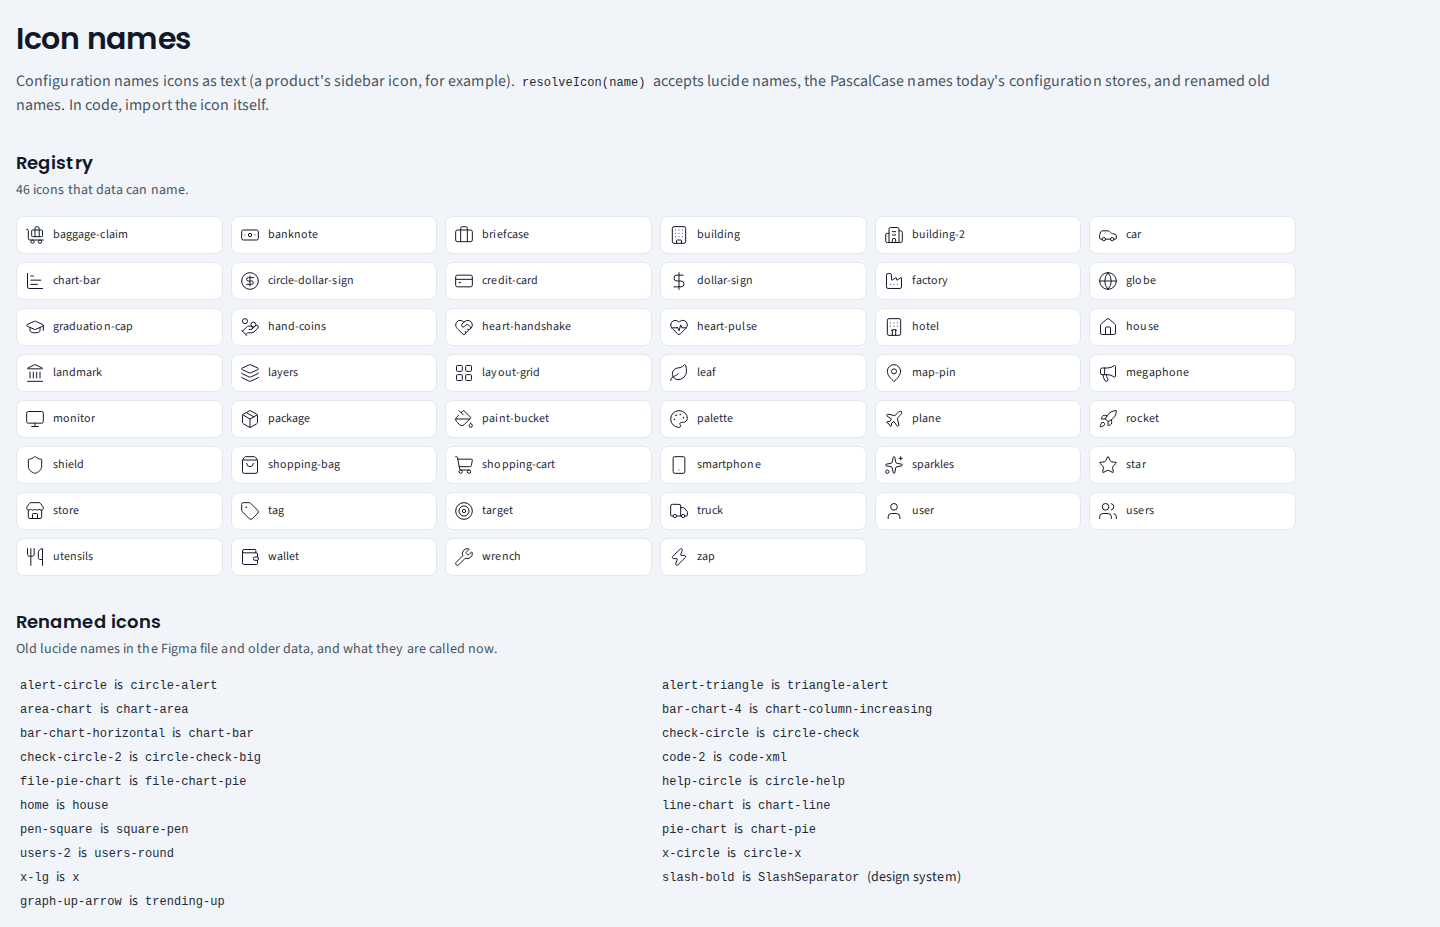 Icon names
Configuration names icons as text (a product's sidebar icon, for example). resolveIcon(name) accepts lucide names, the PascalCase names today's configuration stores, and renamed old
names. In code, import the icon itself.
Registry
46 icons that data can name.
baggage-claim banknote briefcase building building-2 car
chart-bar circle-dollar-sign credit-card dollar-sign factory globe
graduation-cap hand-coins heart-handshake heart-pulse hotel house
landmark layers layout-grid leaf map-pin megaphone
monitor package paint-bucket palette plane rocket
shield shopping-bag shopping-cart smartphone sparkles star
store tag target truck user users
utensils wallet wrench zap
Renamed icons
Old lucide names in the Figma file and older data, and what they are called now.
alert-circle is circle-alert alert-triangle is triangle-alert
area-chart is chart-area bar-chart-4 is chart-column-increasing
bar-chart-horizontal is chart-bar check-circle is circle-check
check-circle-2 is circle-check-big code-2 is code-xml
file-pie-chart is file-chart-pie help-circle is circle-help
home is house line-chart is chart-line
pen-square is square-pen pie-chart is chart-pie
users-2 is users-round x-circle is circle-x
x-lg is x slash-bold is SlashSeparator (design system)
graph-up-arrow is trending-up